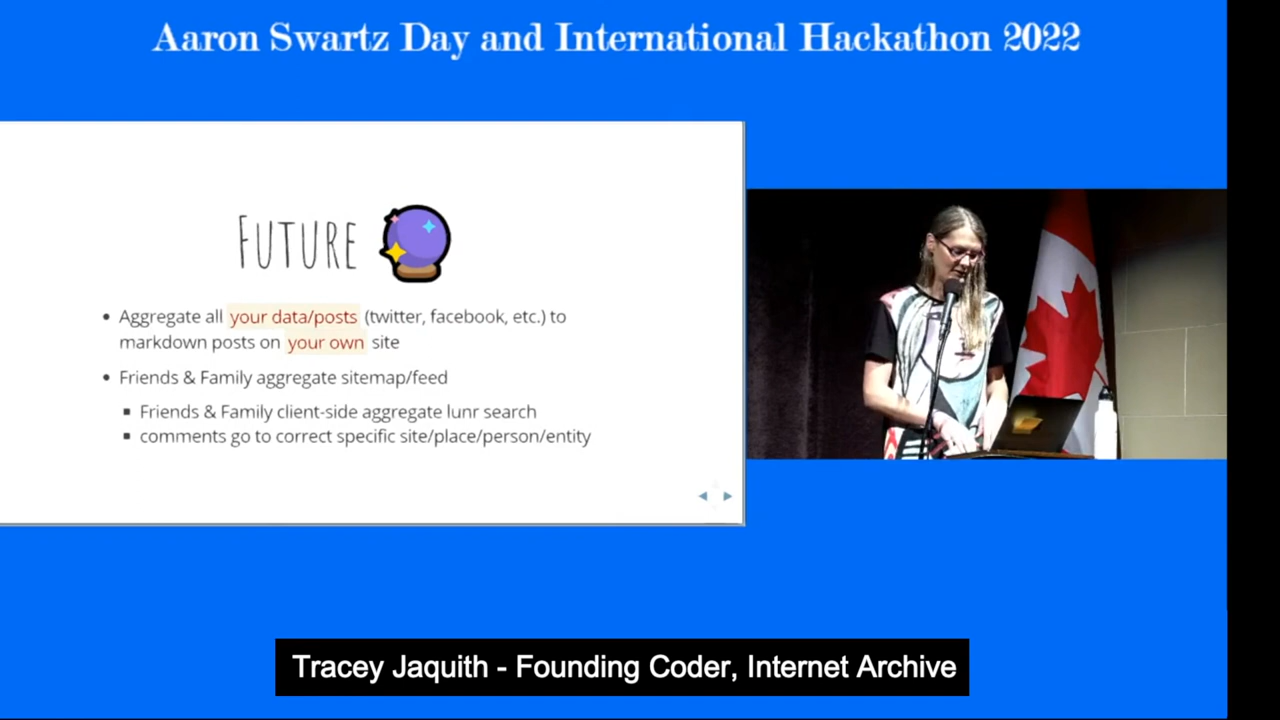 Aaron Swartz Day and International Hackathon 2022
FUTURE
Aggregate all your data/posts (twitter, facebook, etc.) to
markdown posts on your own site
Friends & Family aggregate sitemap/feed
Friends & Family client-side aggregate lunr search
comments go to correct specific site/place/person/entity
Tracey Jaquith - Founding Coder, Internet Archive